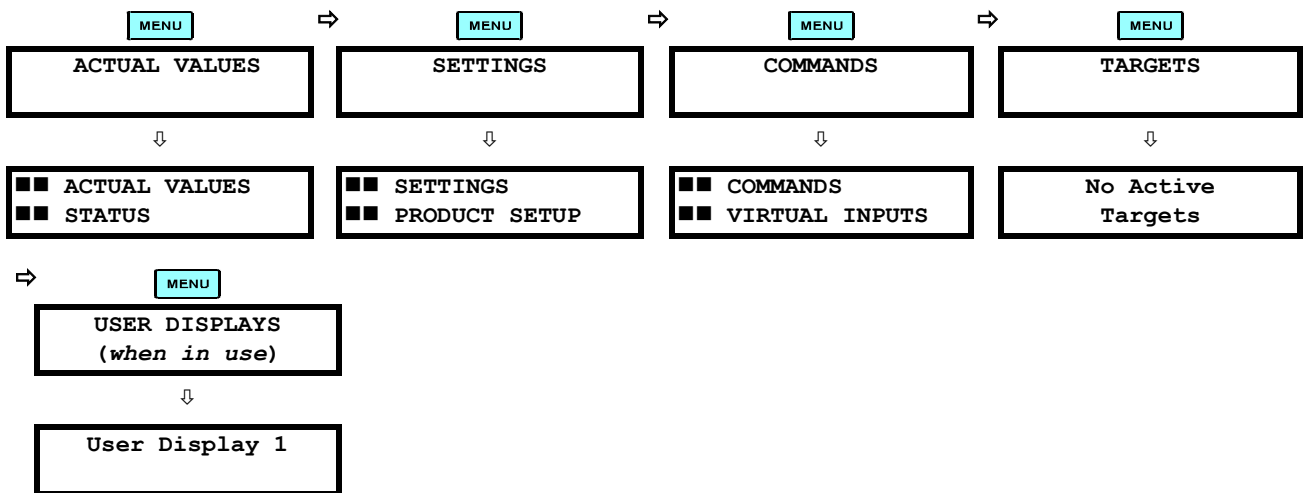 MENU MENU MENU MENU
ACTUAL VALUES SETTINGS COMMANDS TARGETS
ACTUAL VALUES SETTINGS COMMANDS No Active
STATUS PRODUCT SETUP VIRTUAL INPUTS Targets
MENU
USER DISPLAYS
(when in use)
User Display 1